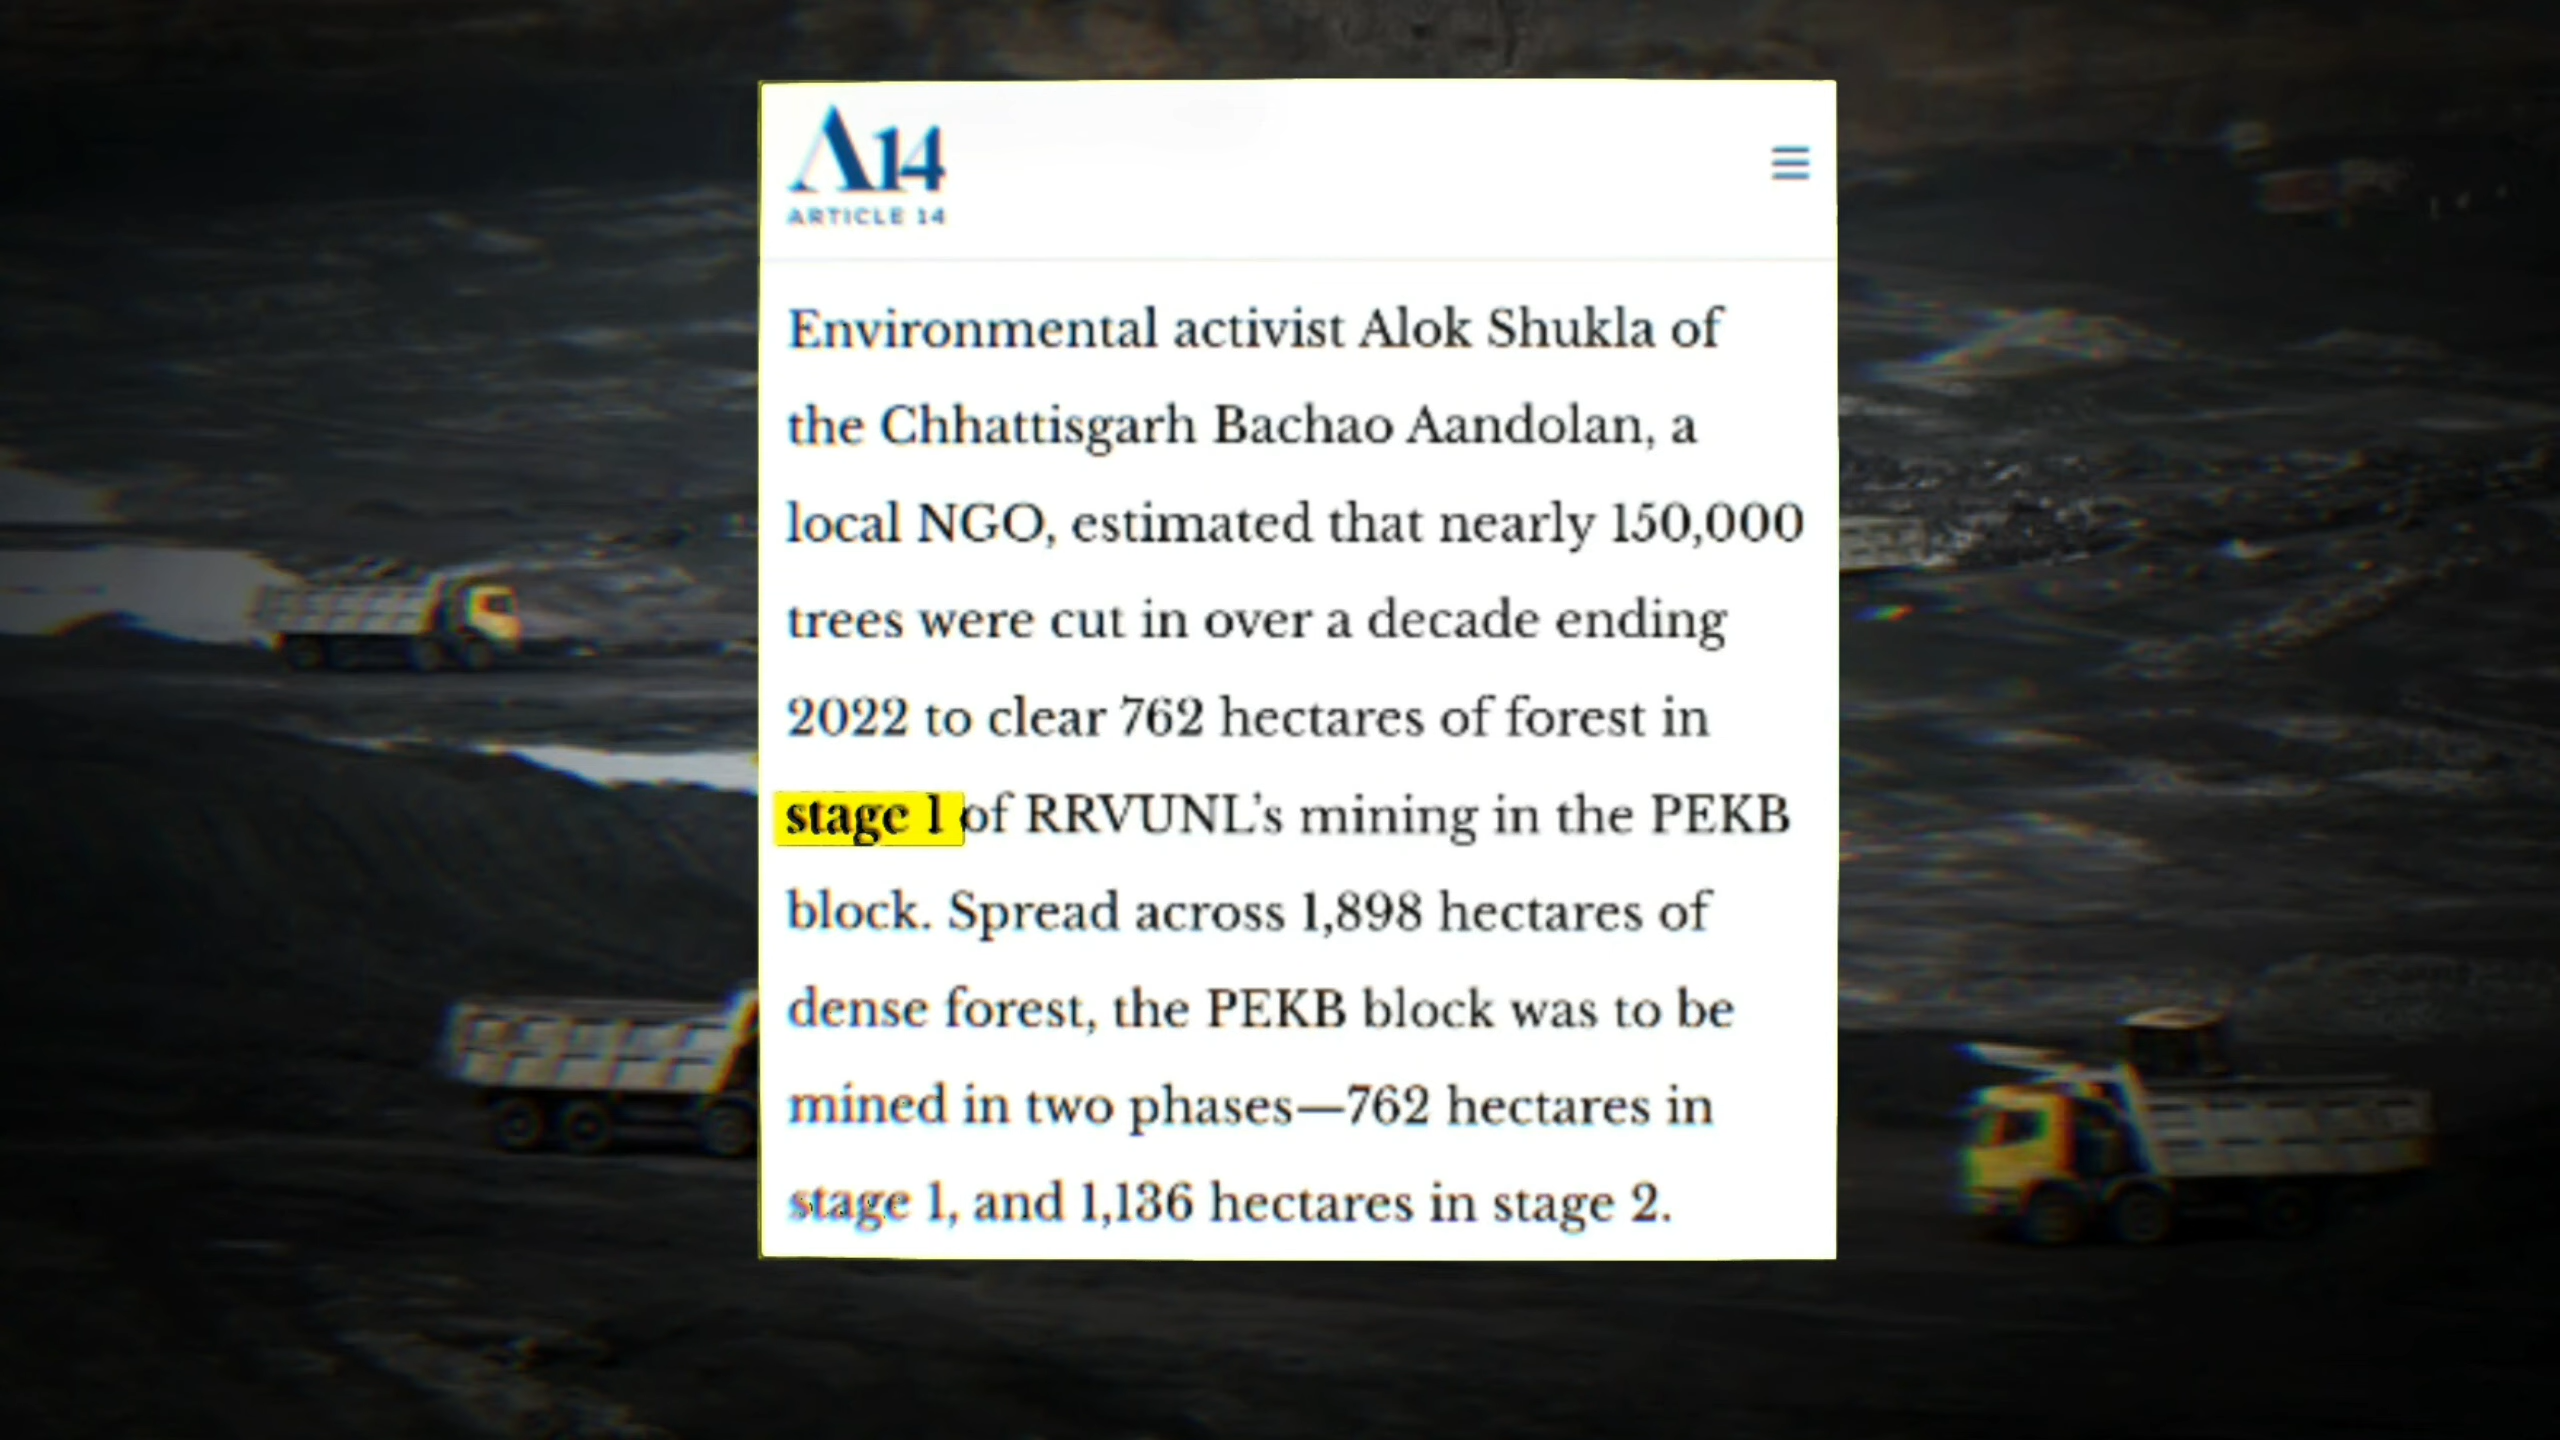 A14
ARTICLE 14
Environmental activist Alok Shukla of
the Chhattisgarh Bachao Aandolan, a
local NGO, estimated that nearly 150,000
trees were cut in over a decade ending
2022 to clear 762 hectares of forest in
stage 1 of RRVUNL’s mining in the PEKB
block. Spread across 1,898 hectares of
dense forest, the PEKB block was to be
mined in two phases—762 hectares in
stage 1, and 1,136 hectares in stage 2.